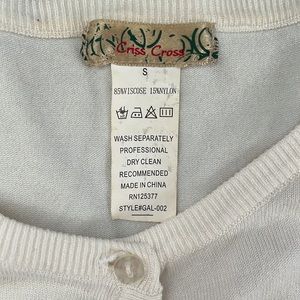 Criss Cross
S
85%VISCOSE 15%NYLON
WASH SEPARATELY
PROFESSIONAL
DRY CLEAN
RECOMMENDED
MADE IN CHINA
RN125377
STYLE#GAL-002